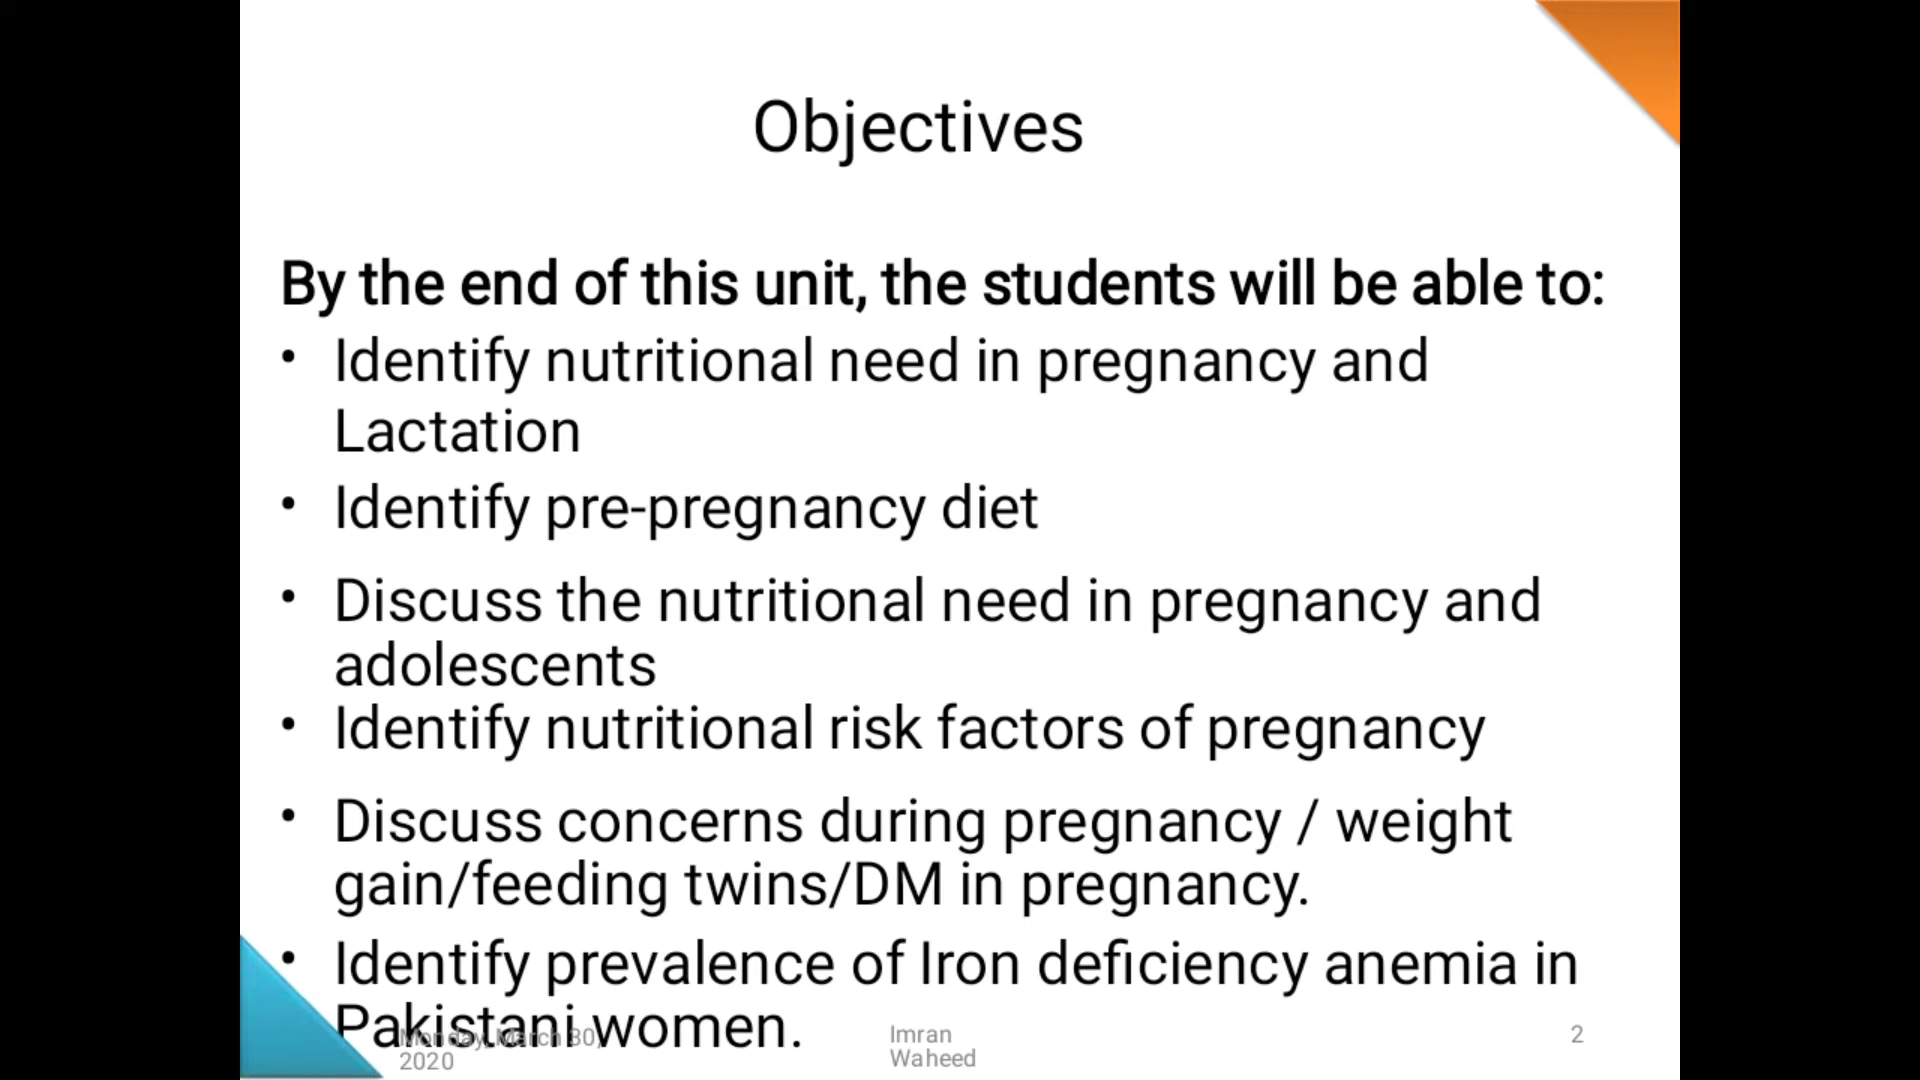 Objectives
By the end of this unit, the students will be able to:
• Identify nutritional need in pregnancy and
Lactation
• Identify pre-pregnancy diet
• Discuss the nutritional need in pregnancy and
adolescents
• Identify nutritional risk factors of pregnancy
• Discuss concerns during pregnancy / weight
gain/feeding twins/DM in pregnancy.
• Identify prevalence of Iron deficiency anemia in
Pakistani women.
Monday, March 30,
2020
Imran
Waheed
2